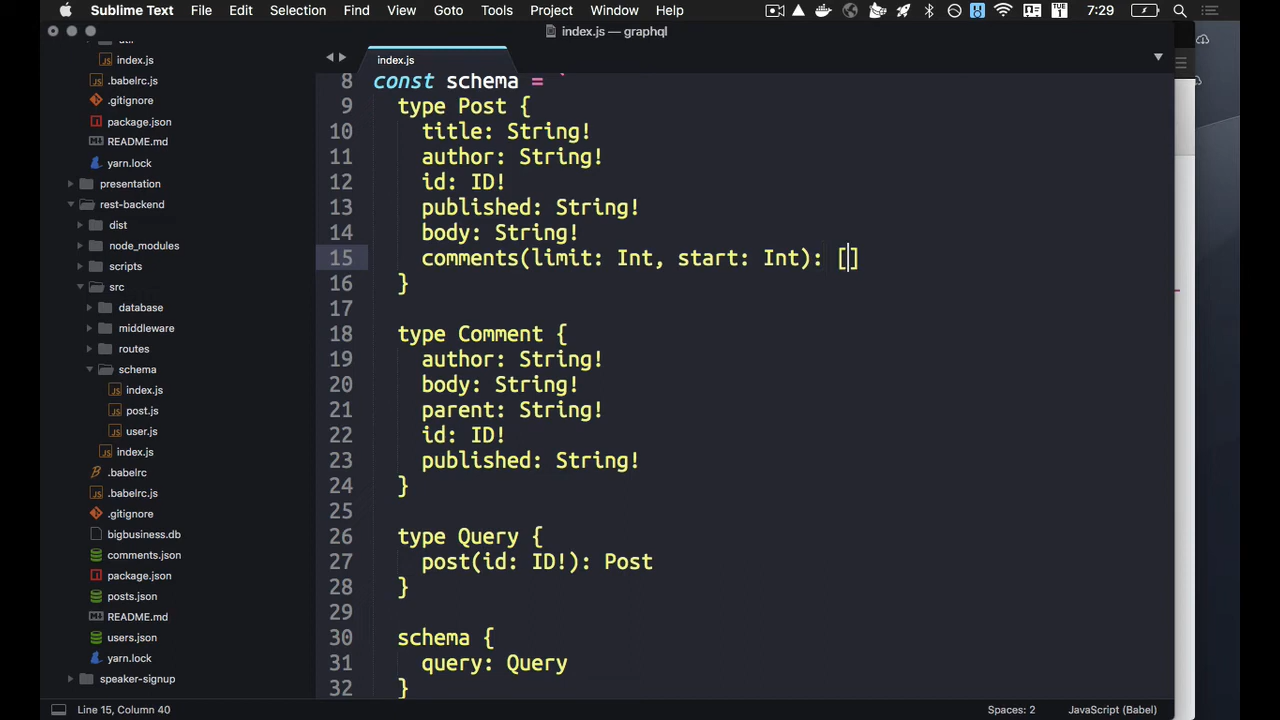 Sublime Text File Edit Selection Find View Goto Tools Project Window Help TUE 1 7:29
index.js — graphql
index.js
util
index.js
.babelrc.js
.gitignore
package.json
README.md
yarn.lock
presentation
rest-backend
dist
node_modules
scripts
src
database
middleware
routes
schema
index.js
post.js
user.js
index.js
.babelrc
.babelrc.js
.gitignore
bigbusiness.db
comments.json
package.json
posts.json
README.md
users.json
yarn.lock
speaker-signup
8 const schema = `
9 type Post {
10 title: String!
11 author: String!
12 id: ID!
13 published: String!
14 body: String!
15 comments(limit: Int, start: Int): []
16 }
17
18 type Comment {
19 author: String!
20 body: String!
21 parent: String!
22 id: ID!
23 published: String!
24 }
25
26 type Query {
27 post(id: ID!): Post
28 }
29
30 schema {
31 query: Query
32 }
Line 15, Column 40 Spaces: 2 JavaScript (Babel)